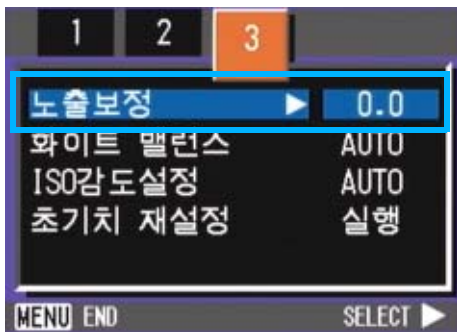 1 2 3
노출보정 ▶ 0.0
화이트 밸런스 AUTO
ISO감도설정 AUTO
초기치 재설정 실행
MENU END SELECT ▶